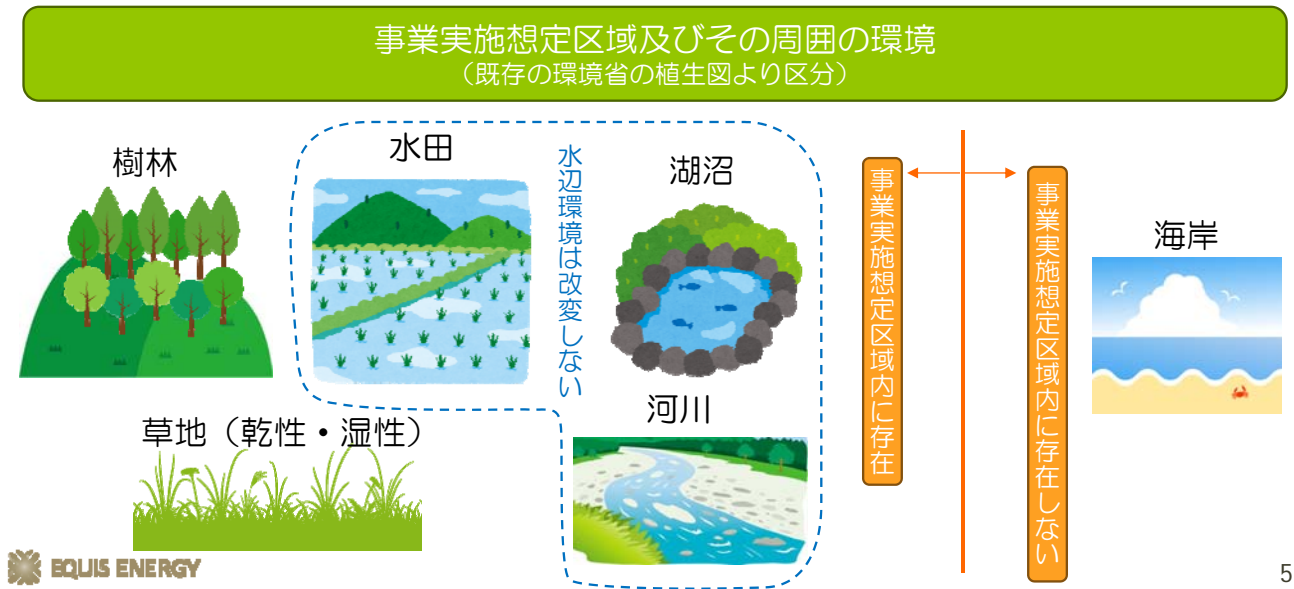 事業実施想定区域及びその周囲の環境
（既存の環境省の植生図より区分）
樹林
水田
水辺環境は改変しない
湖沼
草地（乾性・湿性）
河川
事業実施想定区域内に存在
事業実施想定区域内に存在しない
海岸
EQUIS ENERGY
5